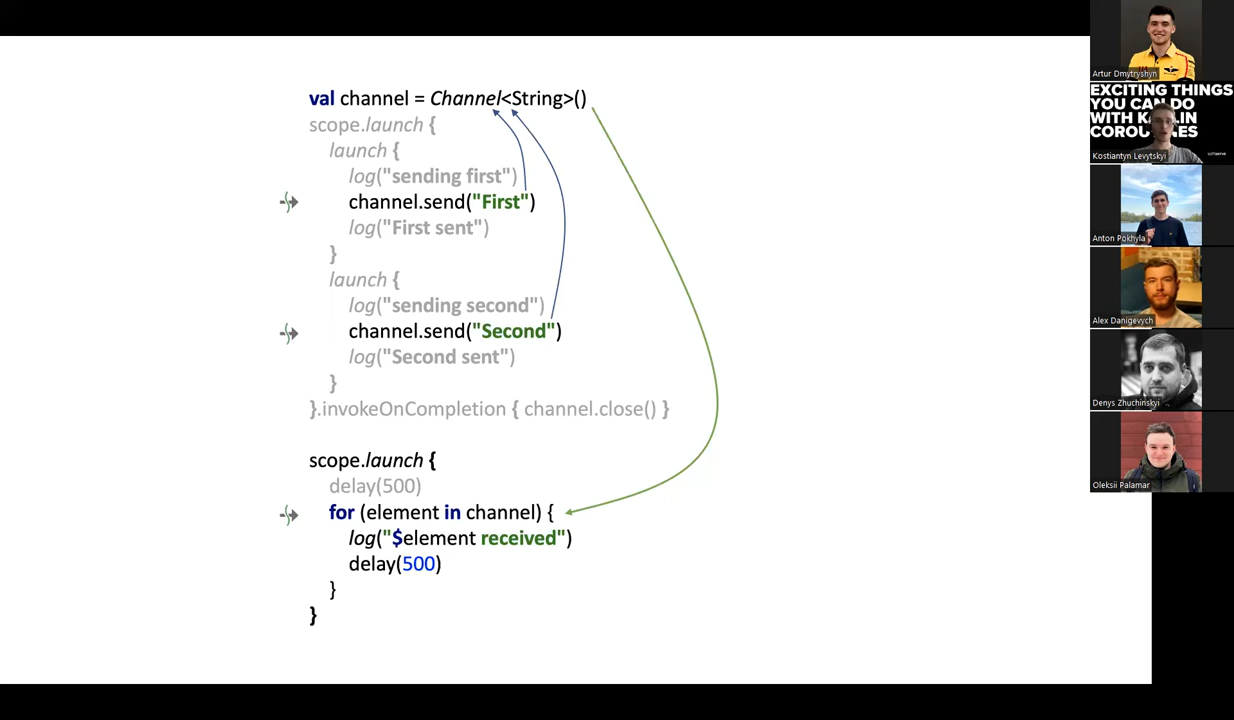 val channel = Channel<String>()
scope.launch {
launch {
log("sending first")
channel.send("First")
log("First sent")
}
launch {
log("sending second")
channel.send("Second")
log("Second sent")
}
}.invokeOnCompletion { channel.close() }
scope.launch {
delay(500)
for (element in channel) {
log("$element received")
delay(500)
}
}
Artur Dmytryshyn
EXCITING THINGS
YOU CAN DO
WITH
Kostiantyn Levytskyi
Anton Pokhyla
Alex Danigevych
Denys Zhuchinskyi
Oleksii Palamar